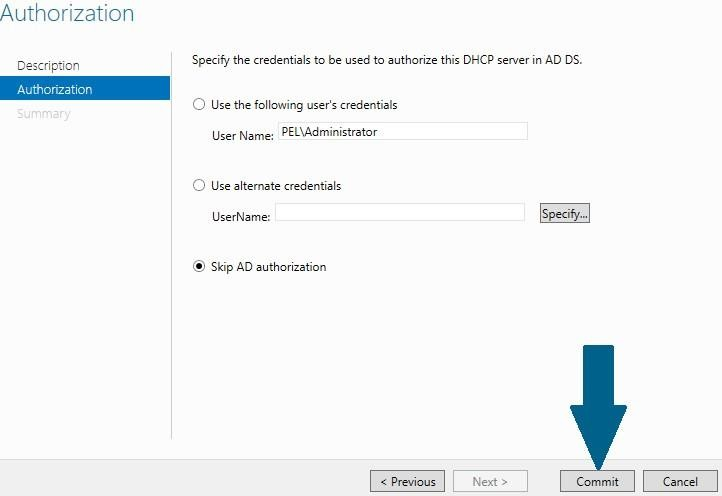 Authorization
Description
Authorization
Summary
Specify the credentials to be used to authorize this DHCP server in AD DS.
Use the following user's credentials
User Name: PEL\Administrator
Use alternate credentials
UserName:
Specify...
Skip AD authorization
< Previous
Next >
Commit
Cancel